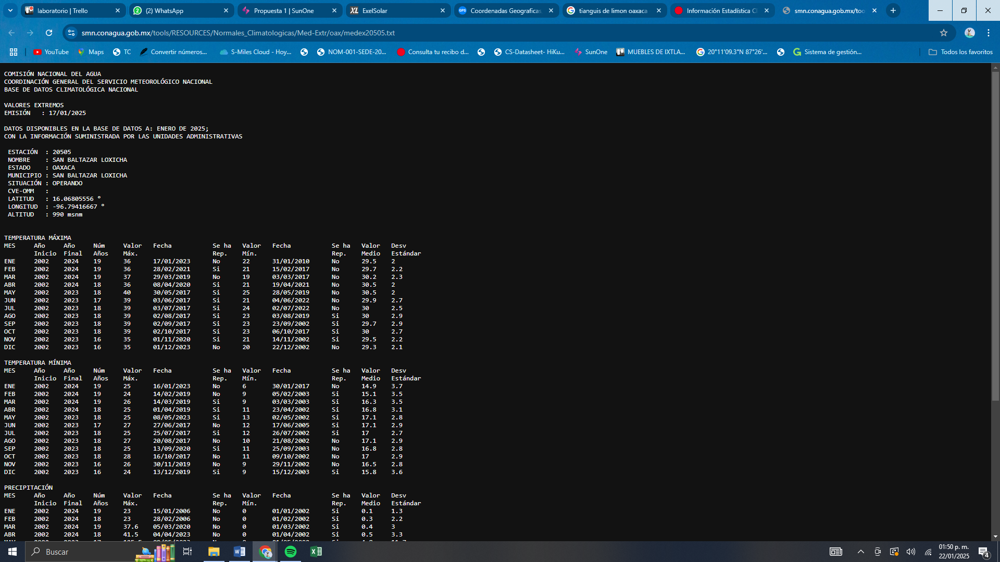 laboratorio | Trello
(2) WhatsApp
Propuesta 1 | SunOne
ExelSolar
Coordenadas Geograficas,
tianguis de limon oaxaca
Información Estadística Cl
smn.conagua.gob.mx/too
smn.conagua.gob.mx/tools/RESOURCES/Normales_Climatologicas/Med-Extr/oax/medex20505.txt
YouTube
Maps
TC
Convertir números...
S-Miles Cloud - Hoy...
NOM-001-SEDE-20...
Consulta tu recibo d...
CS-Datasheet- HiKu...
SunOne
MUEBLES DE IXTLA...
20°11'09.3"N 87°26'...
Sistema de gestión...
Todos los favoritos
COMISIÓN NACIONAL DEL AGUA
COORDINACIÓN GENERAL DEL SERVICIO METEOROLÓGICO NACIONAL
BASE DE DATOS CLIMATOLÓGICA NACIONAL
VALORES EXTREMOS
EMISIÓN : 17/01/2025
DATOS DISPONIBLES EN LA BASE DE DATOS A: ENERO DE 2025;
CON LA INFORMACIÓN SUMINISTRADA POR LAS UNIDADES ADMINISTRATIVAS
ESTACIÓN : 20505
NOMBRE : SAN BALTAZAR LOXICHA
ESTADO : OAXACA
MUNICIPIO : SAN BALTAZAR LOXICHA
SITUACIÓN : OPERANDO
CVE-OMM :
LATITUD : 16.06805556 º
LONGITUD : -96.79416667 º
ALTITUD : 990 msnm
TEMPERATURA MÁXIMA
MES Año Año Núm Valor Fecha Se ha Valor Fecha Se ha Valor Desv
Inicio Final Años Máx. Rep. Mín. Rep. Medio Estándar
ENE 2002 2024 19 36 17/01/2023 No 22 31/01/2010 No 29.5 2
FEB 2002 2024 19 36 28/02/2021 Si 21 15/02/2017 No 29.7 2.2
MAR 2002 2024 19 37 29/03/2019 No 19 03/03/2017 No 30.2 2.3
ABR 2002 2024 18 36 08/04/2020 Si 21 19/04/2021 No 30.5 2
MAY 2002 2023 18 40 30/05/2017 Si 25 28/05/2019 No 30.5 2
JUN 2002 2023 17 39 03/06/2017 Si 21 04/06/2022 No 29.9 2.7
JUL 2002 2023 18 39 03/07/2017 Si 24 02/07/2022 No 30 2.5
AGO 2002 2023 18 39 02/08/2017 Si 23 03/08/2019 Si 30 2.9
SEP 2002 2023 18 39 02/09/2017 Si 23 23/09/2002 Si 29.7 2.9
OCT 2002 2023 18 39 02/10/2017 Si 23 06/10/2017 Si 30 2.7
NOV 2002 2023 16 35 01/11/2020 Si 21 14/11/2002 Si 29.5 2.2
DIC 2002 2023 16 35 01/12/2023 No 20 22/12/2002 No 29.3 2.1
TEMPERATURA MÍNIMA
MES Año Año Núm Valor Fecha Se ha Valor Fecha Se ha Valor Desv
Inicio Final Años Máx. Rep. Mín. Rep. Medio Estándar
ENE 2002 2024 19 25 16/01/2023 No 6 30/01/2017 No 14.9 3.7
FEB 2002 2024 19 24 14/02/2019 No 9 05/02/2003 Si 15.1 3.5
MAR 2002 2024 19 26 14/03/2019 Si 9 03/03/2003 Si 16.3 3.5
ABR 2002 2024 18 25 01/04/2019 Si 11 23/04/2002 Si 16.8 3.1
MAY 2002 2023 18 25 08/05/2023 Si 13 02/05/2002 Si 17.1 2.8
JUN 2002 2023 17 27 27/06/2017 No 12 17/06/2005 Si 17.1 2.9
JUL 2002 2023 18 25 25/07/2017 Si 12 26/07/2002 Si 17 2.7
AGO 2002 2023 18 27 20/08/2017 No 10 21/08/2002 No 17.1 2.9
SEP 2002 2023 18 25 13/09/2020 Si 11 25/09/2003 No 16.8 2.8
OCT 2002 2023 18 28 16/10/2017 No 11 09/10/2002 No 17 2.9
NOV 2002 2023 16 26 30/11/2019 No 9 29/11/2002 No 16.5 2.8
DIC 2002 2023 16 24 13/12/2019 Si 9 15/12/2003 Si 15.8 3.6
PRECIPITACIÓN
MES Año Año Núm Valor Fecha Se ha Valor Fecha Se ha Valor Desv
Inicio Final Años Máx. Rep. Mín. Rep. Medio Estándar
ENE 2002 2024 19 23 15/01/2006 No 0 01/01/2002 Si 0.1 1.3
FEB 2002 2024 18 23 28/02/2006 No 0 01/02/2002 Si 0.3 2.2
MAR 2002 2024 19 37.6 05/03/2020 No 0 01/03/2002 Si 0.4 3
ABR 2002 2024 18 41.5 04/04/2023 No 0 01/04/2002 Si 0.5 3.3
Buscar
01:50 p. m.
22/01/2025
4